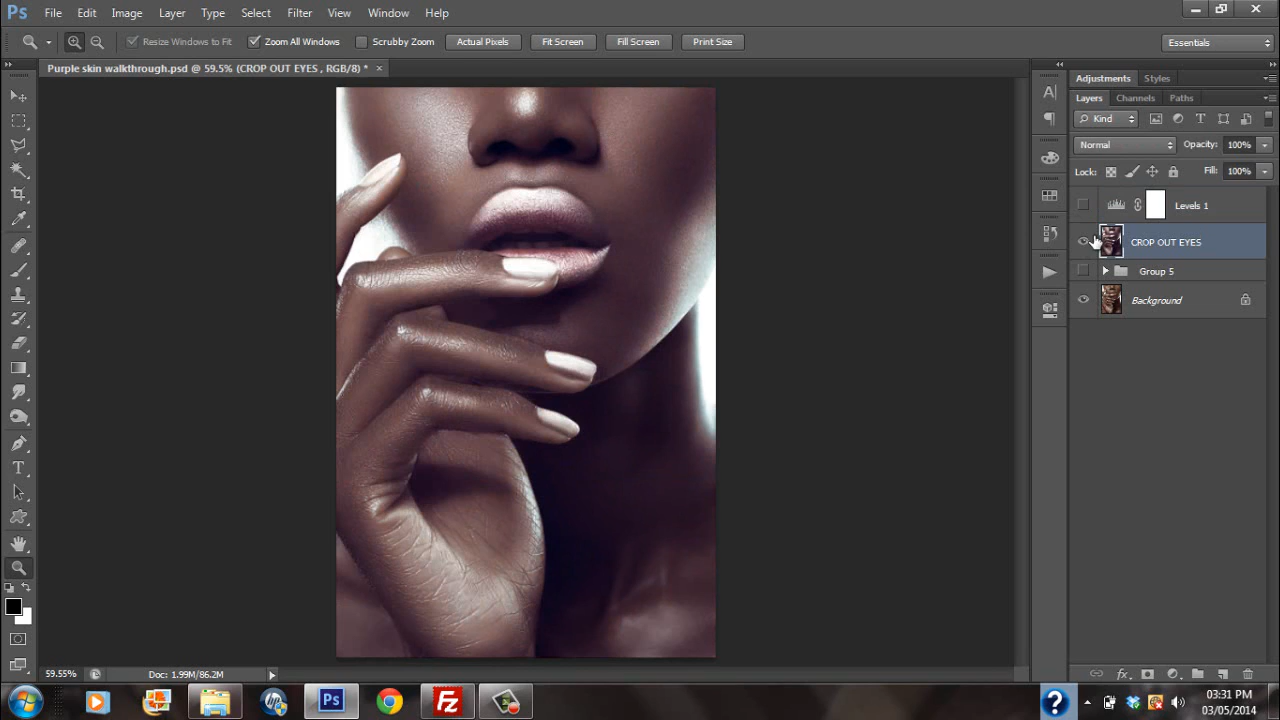 Ps File Edit Image Layer Type Select Filter View Window Help
Resize Windows to Fit Zoom All Windows Scrubby Zoom Actual Pixels Fit Screen Fill Screen Print Size Essentials
Purple skin walkthrough.psd @ 59.5% (CROP OUT EYES , RGB/8) * ×
Adjustments Styles
Layers Channels Paths
Kind
Normal Opacity: 100%
Lock: Fill: 100%
Levels 1
CROP OUT EYES
Group 5
Background
59.55% Doc: 1.99M/86.2M
03:31 PM
03/05/2014